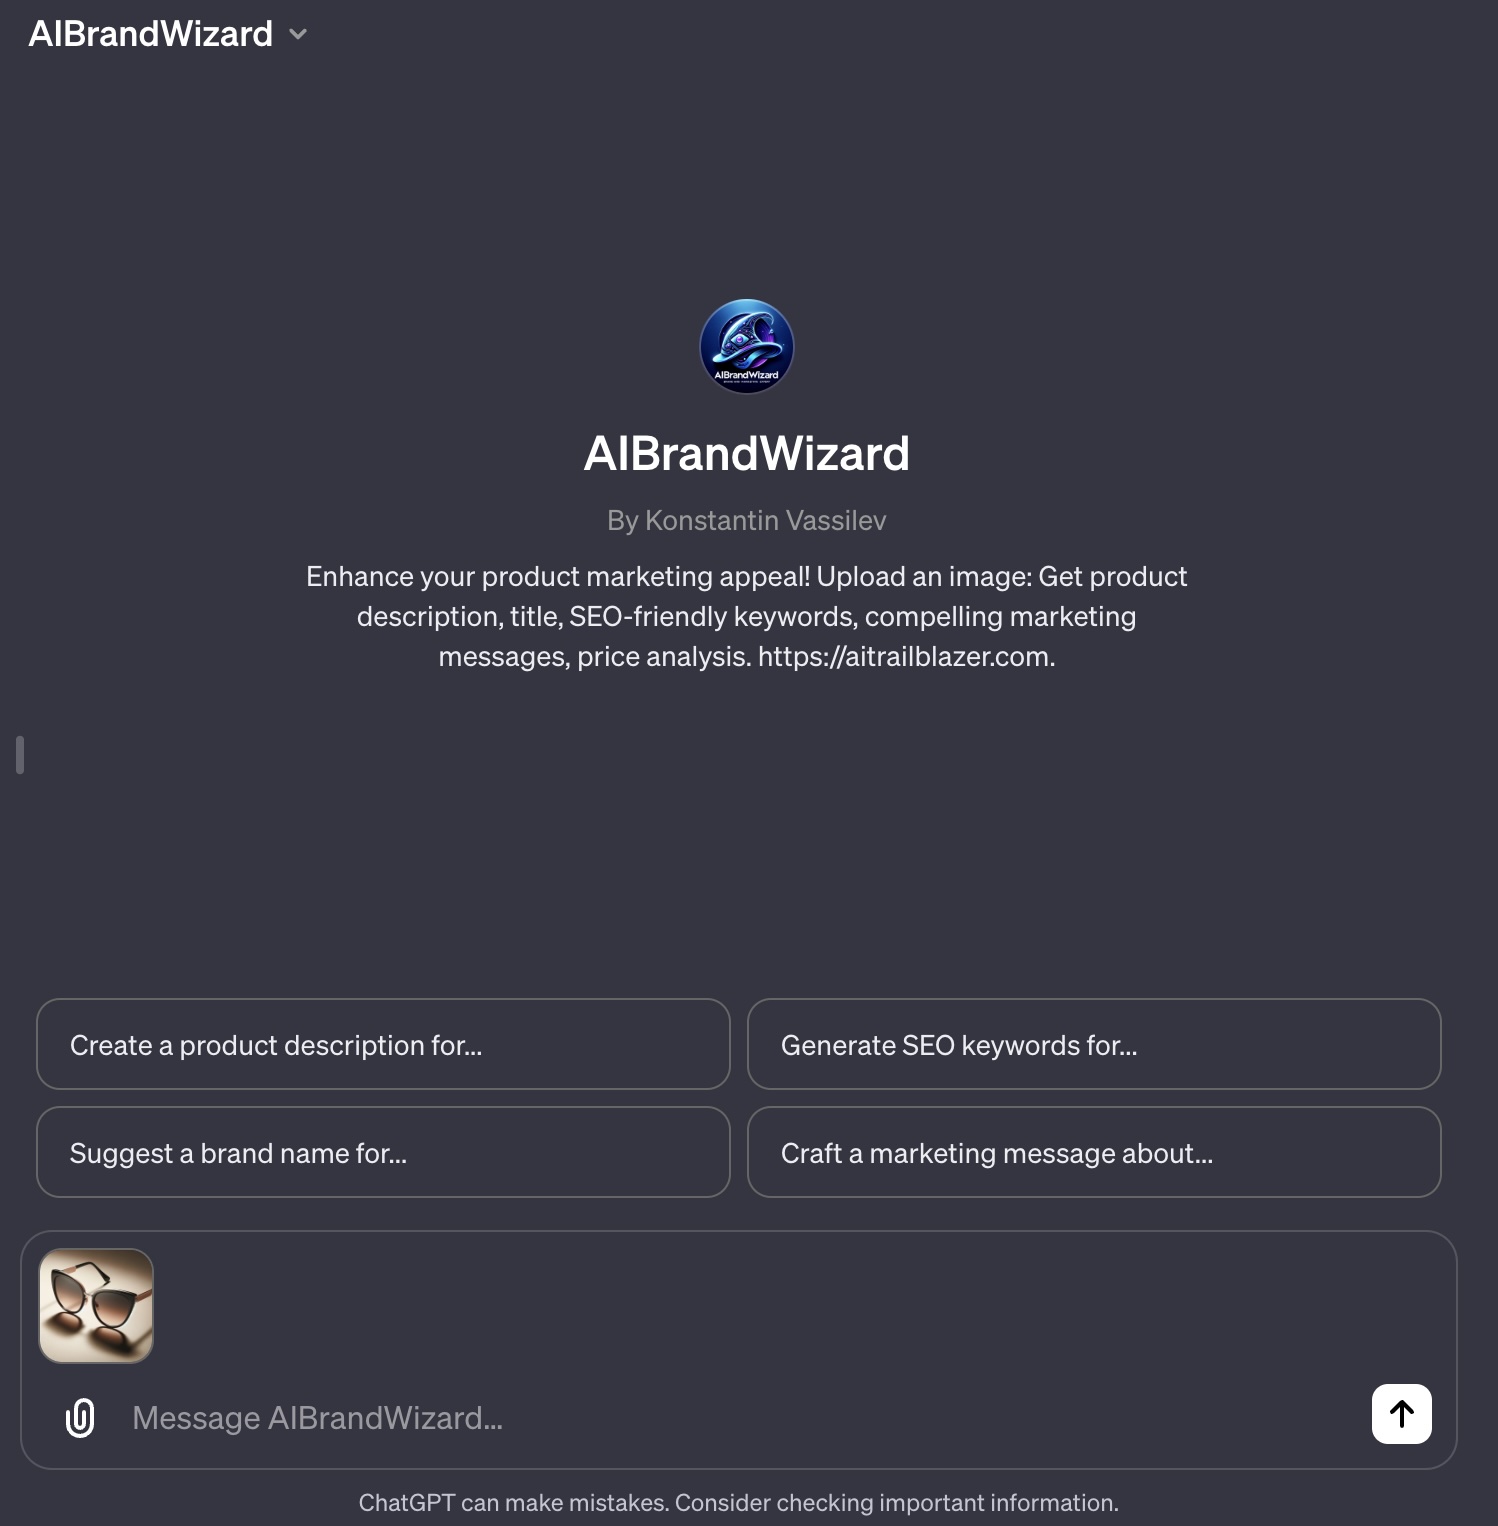 AIBrandWizard
AIBrandWizard
AIBrandWizard
By Konstantin Vassilev
Enhance your product marketing appeal! Upload an image: Get product
description, title, SEO-friendly keywords, compelling marketing
messages, price analysis. https://aitrailblazer.com.
Create a product description for...
Generate SEO keywords for...
Suggest a brand name for...
Craft a marketing message about...
Message AIBrandWizard...
ChatGPT can make mistakes. Consider checking important information.